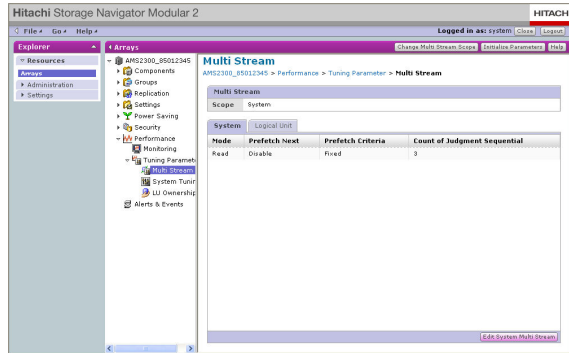 Hitachi Storage Navigator Modular 2
HITACH
File Go Help
Logged in as: system Close Logout
Explorer
Arrays
Change Multi Stream Scope Initialize Parameters Help
Resources
Arrays
Administration
Settings
AMS2300_85012345
Components
Groups
Replication
Settings
Power Saving
Security
Performance
Monitoring
Tuning Paramet
Multi Stream
System Tunin
LU Ownership
Alerts & Events
Multi Stream
AMS2300_85012345 > Performance > Tuning Parameter > Multi Stream
Multi Stream
Scope System
System Logical Unit
Mode Prefetch Next Prefetch Criteria Count of Judgment Sequential
Read Disable Fixed 3
Edit System Multi Stream